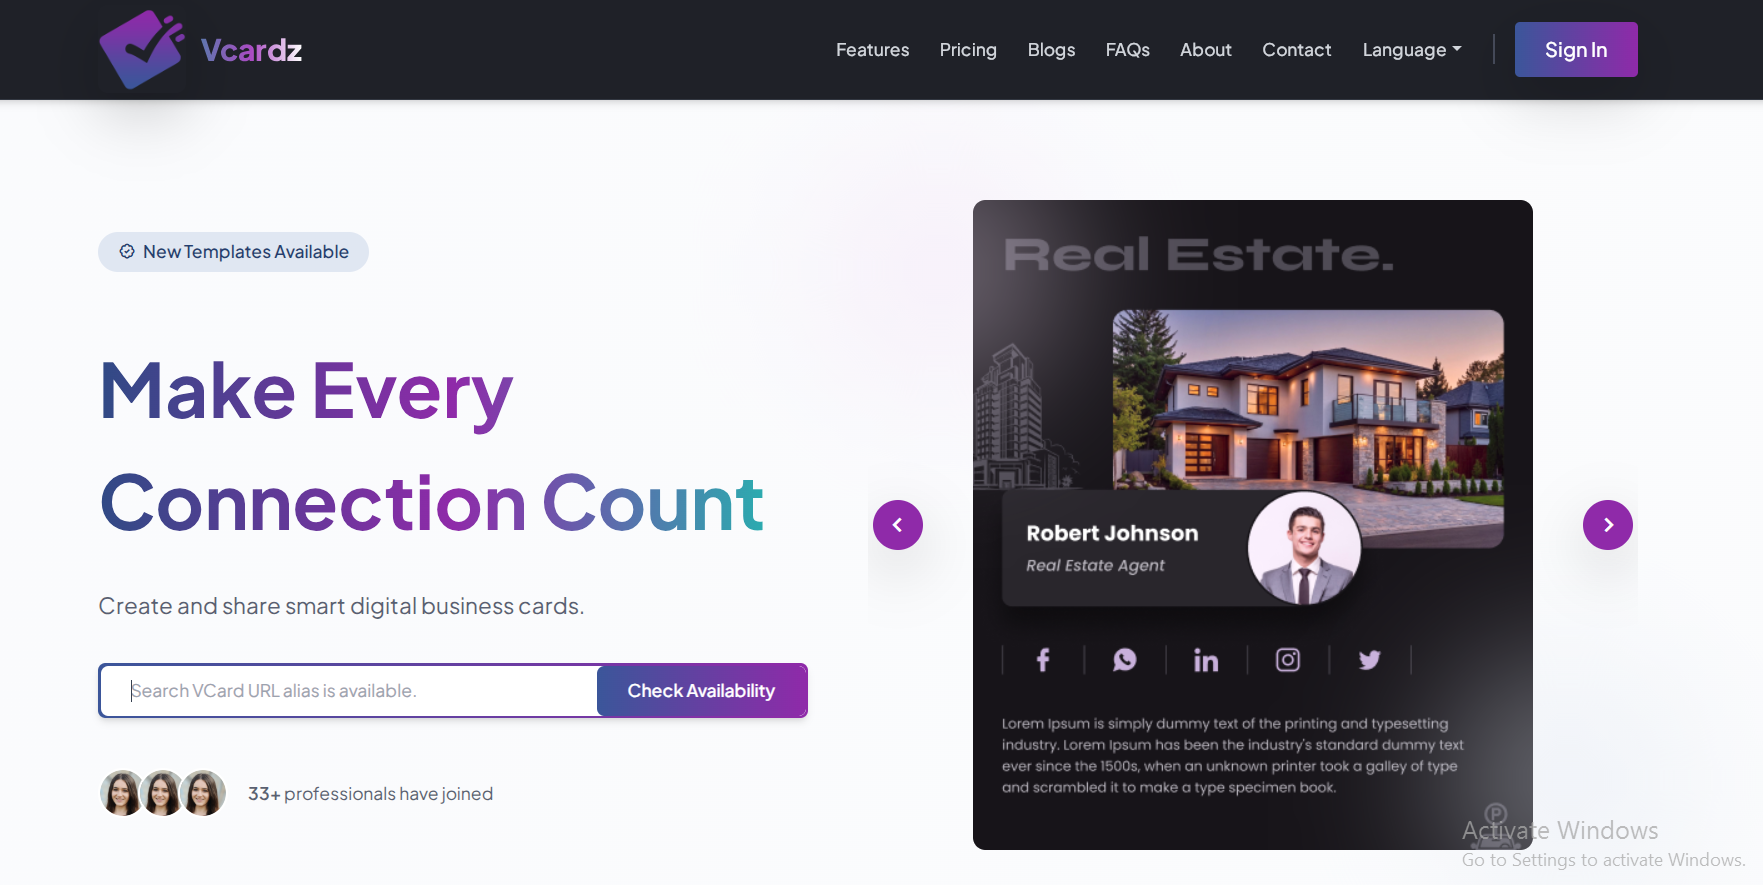 Vcardz
Features
Pricing
Blogs
FAQs
About
Contact
Language
Sign In
New Templates Available
Make Every
Connection Count
Create and share smart digital business cards.
Search VCard URL alias is available.
Check Availability
33+ professionals have joined
Real Estate.
Robert Johnson
Real Estate Agent
Lorem Ipsum is simply dummy text of the printing and typesetting
industry. Lorem Ipsum has been the industry's standard dummy text
ever since the 1500s, when an unknown printer took a galley of type
and scrambled it to make a type specimen book.
P
Activate Windows
Go to Settings to activate Windows.